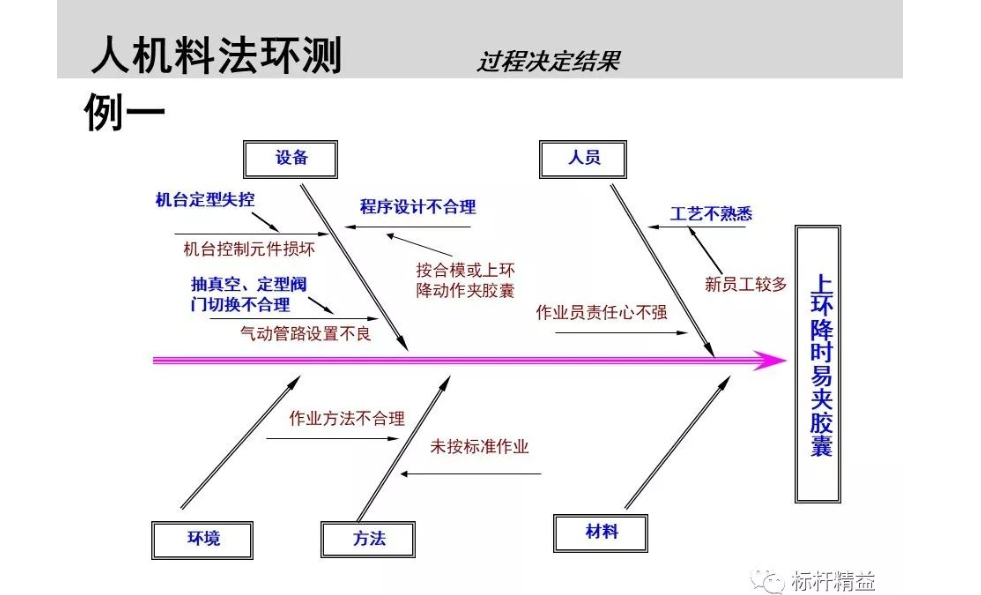 人机料法环测
过程决定结果
例一
设备
人员
机台定型失控
程序设计不合理
工艺不熟悉
机台控制元件损坏
按合模或上环
降动作夹胶囊
新员工较多
抽真空、定型阀
门切换不合理
作业员责任心不强
气动管路设置不良
上环降时易夹胶囊
作业方法不合理
未按标准作业
环境
方法
材料
标杆精益